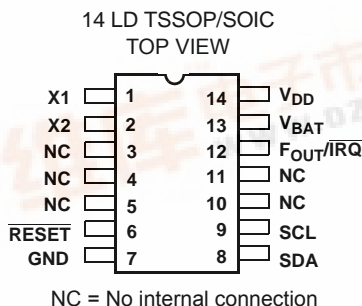 14 LD TSSOP/SOIC
TOP VIEW
X1 1 14 VDD
X2 2 13 VBAT
NC 3 12 FOUT/IRQ
NC 4 11 NC
NC 5 10 NC
RESET 6 9 SCL
GND 7 8 SDA
NC = No internal connection